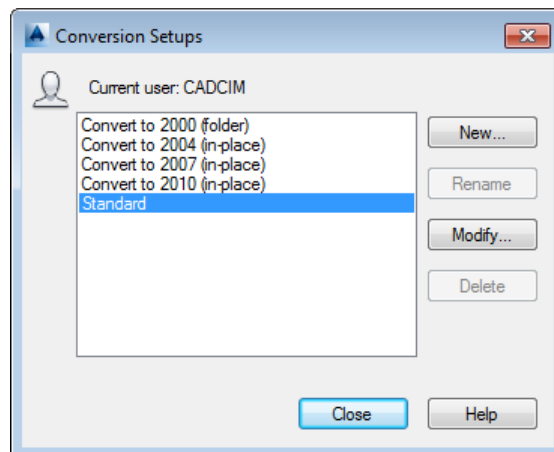 Conversion Setups
Current user: CADCIM
Convert to 2000 (folder)
Convert to 2004 (in-place)
Convert to 2007 (in-place)
Convert to 2010 (in-place)
Standard
New...
Rename
Modify...
Delete
Close
Help